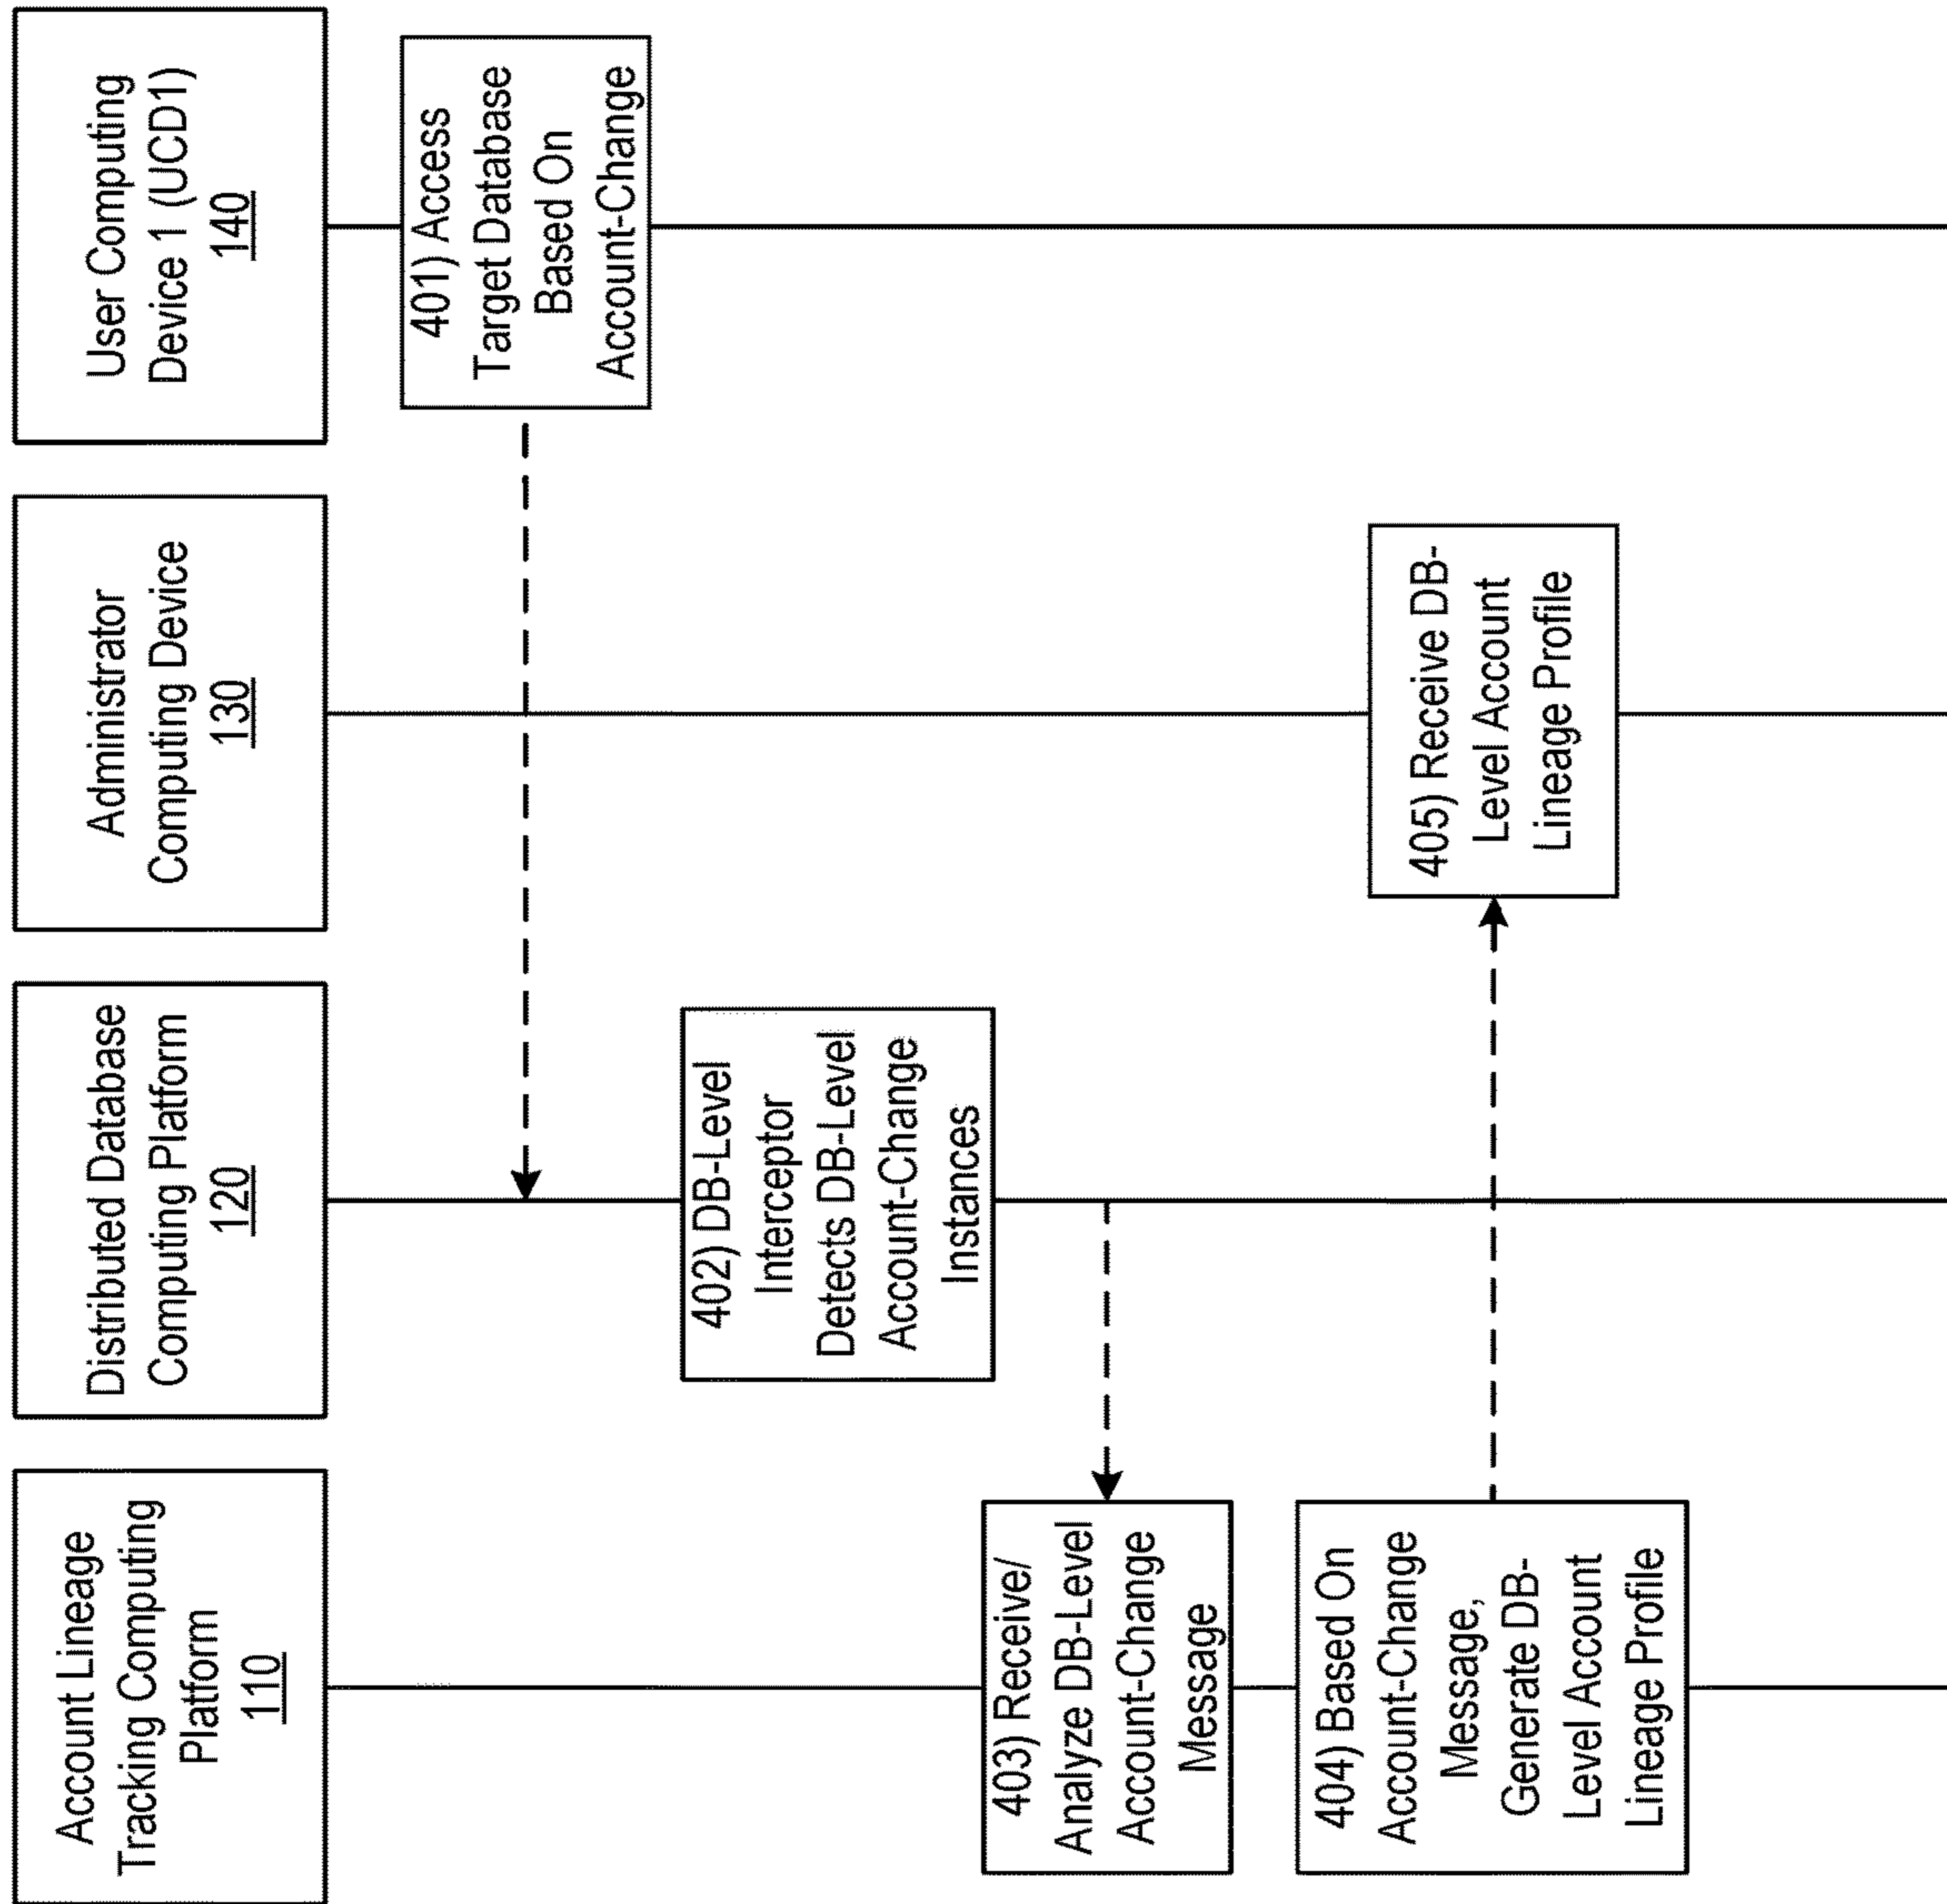 Account Lineage
Tracking Computing
Platform
110
Distributed Database
Computing Platform
120
Administrator
Computing Device
130
User Computing
Device 1 (UCD1)
140
401) Access
Target Database
Based On
Account-Change
402) DB-Level
Interceptor
Detects DB-Level
Account-Change
Instances
403) Receive/
Analyze DB-Level
Account-Change
Message
404) Based On
Account-Change
Message,
Generate DB-
Level Account
Lineage Profile
405) Receive DB-
Level Account
Lineage Profile